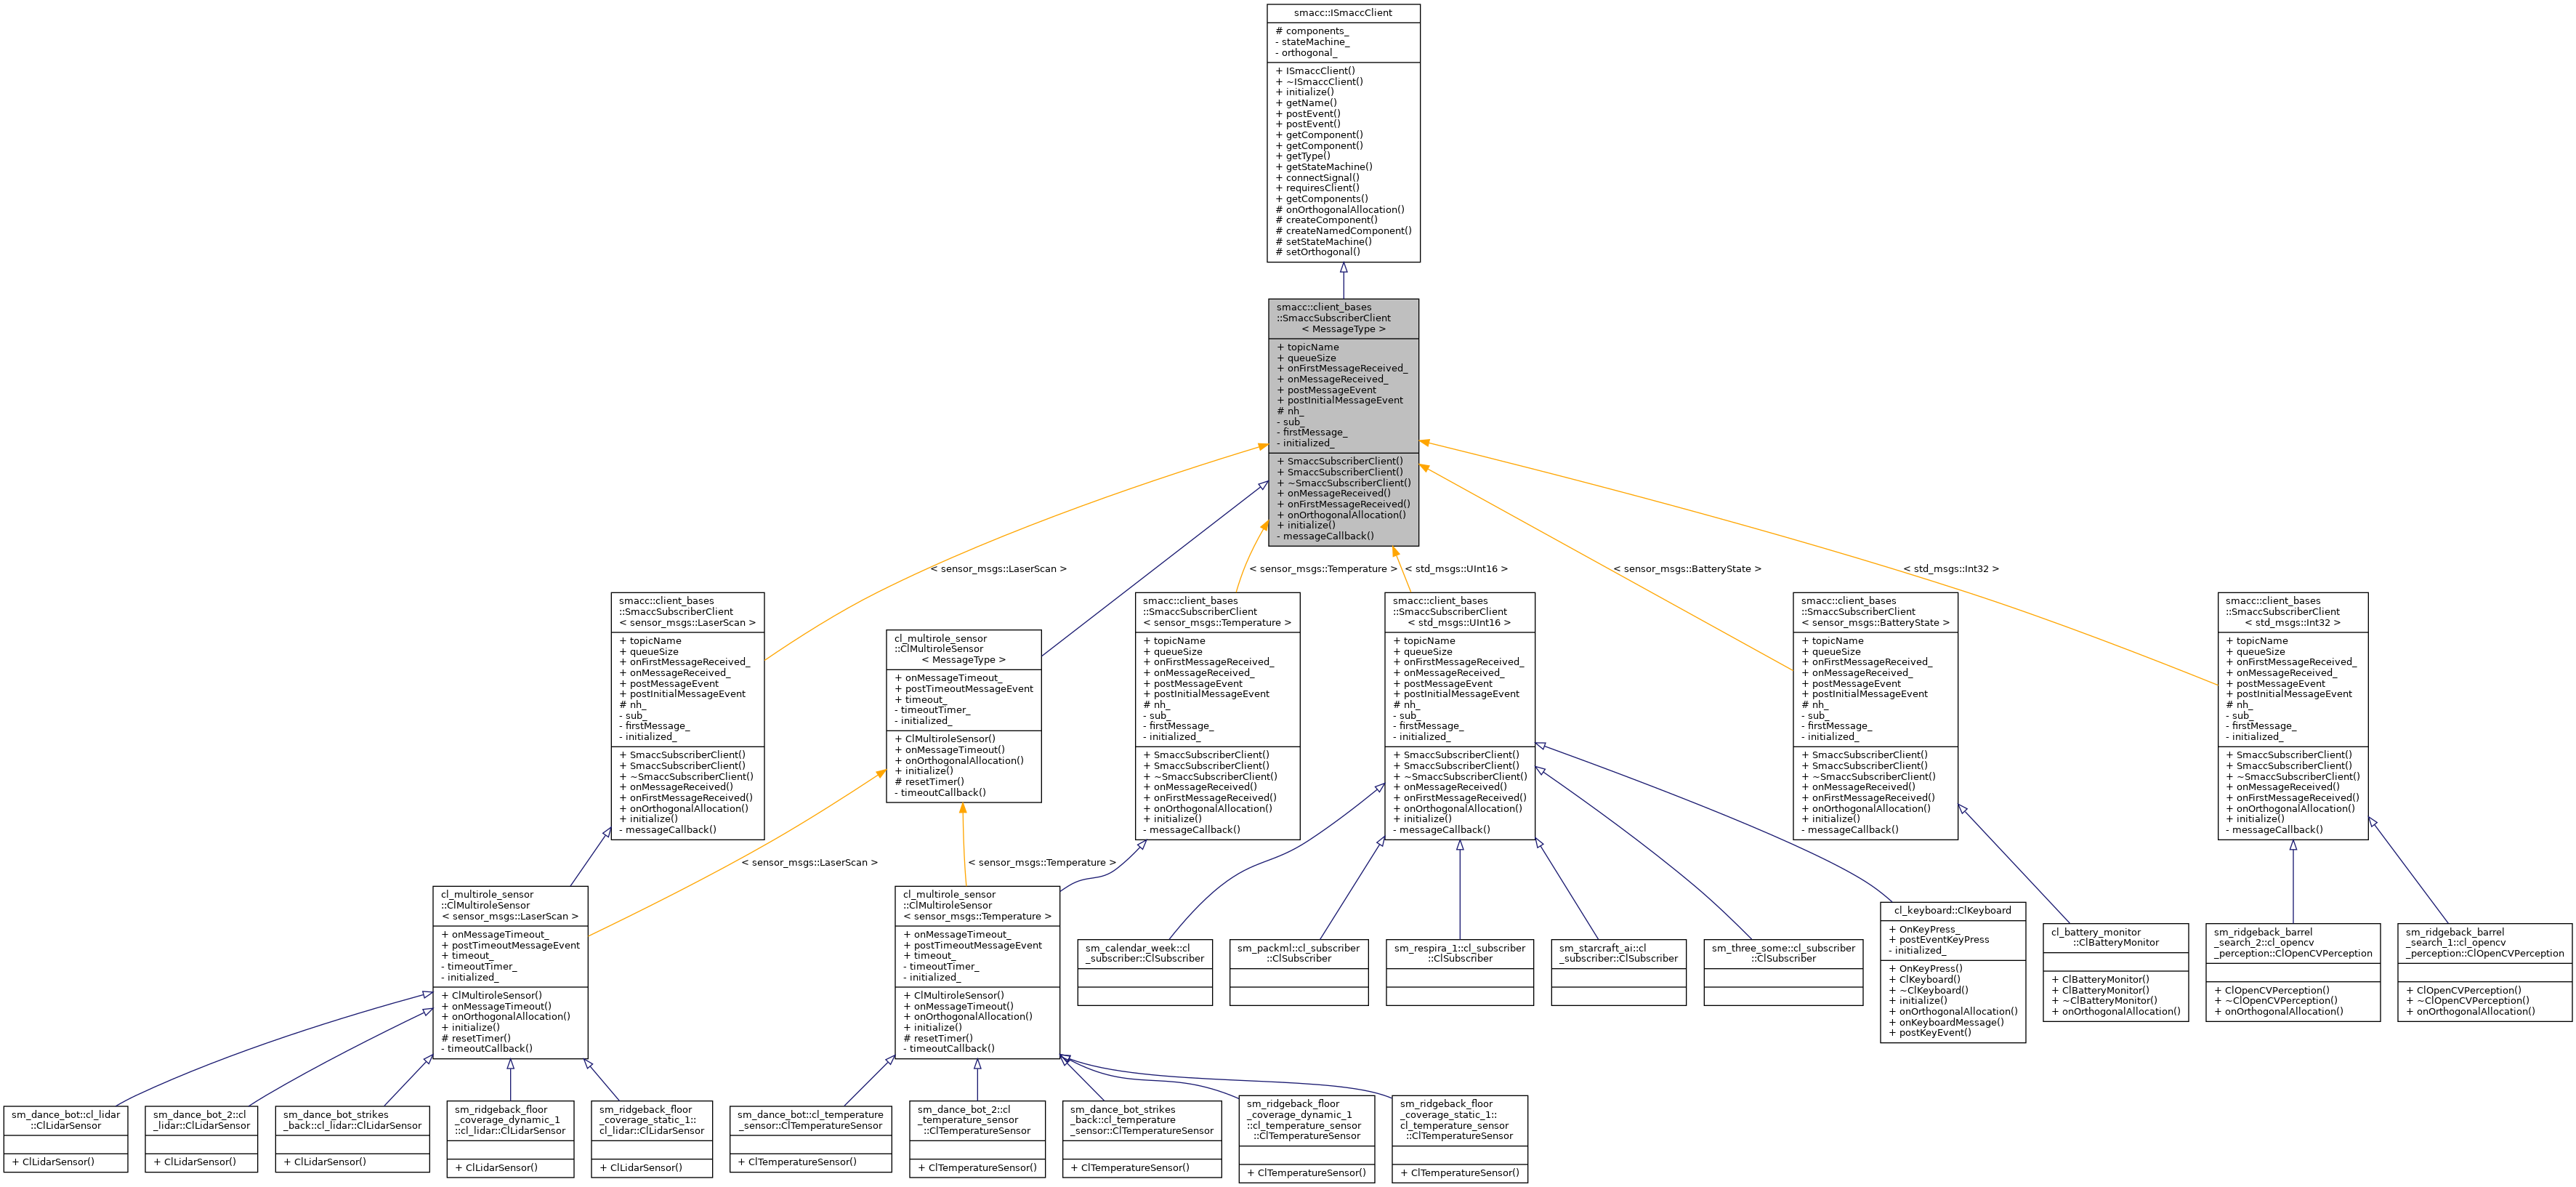 smacc::ISmaccClient
# components_
- stateMachine_
- orthogonal_
+ ISmaccClient()
+ ~ISmaccClient()
+ initialize()
+ getName()
+ postEvent()
+ postEvent()
+ getComponent()
+ getComponent()
+ getType()
+ getStateMachine()
+ connectSignal()
+ requiresClient()
+ getComponents()
# onOrthogonalAllocation()
# createComponent()
# createNamedComponent()
# setStateMachine()
# setOrthogonal()
smacc::client_bases
::SmaccSubscriberClient
< MessageType >
+ topicName
+ queueSize
+ onFirstMessageReceived_
+ onMessageReceived_
+ postMessageEvent
+ postInitialMessageEvent
# nh_
- sub_
- firstMessage_
- initialized_
+ SmaccSubscriberClient()
+ SmaccSubscriberClient()
+ ~SmaccSubscriberClient()
+ onMessageReceived()
+ onFirstMessageReceived()
+ onOrthogonalAllocation()
+ initialize()
- messageCallback()
< sensor_msgs::LaserScan >
< sensor_msgs::Temperature >
< std_msgs::UInt16 >
< sensor_msgs::BatteryState >
< std_msgs::Int32 >
smacc::client_bases
::SmaccSubscriberClient
< sensor_msgs::LaserScan >
+ topicName
+ queueSize
+ onFirstMessageReceived_
+ onMessageReceived_
+ postMessageEvent
+ postInitialMessageEvent
# nh_
- sub_
- firstMessage_
- initialized_
+ SmaccSubscriberClient()
+ SmaccSubscriberClient()
+ ~SmaccSubscriberClient()
+ onMessageReceived()
+ onFirstMessageReceived()
+ onOrthogonalAllocation()
+ initialize()
- messageCallback()
cl_multirole_sensor
::ClMultiroleSensor
< MessageType >
+ onMessageTimeout_
+ postTimeoutMessageEvent
+ timeout_
- timeoutTimer_
- initialized_
+ ClMultiroleSensor()
+ onMessageTimeout()
+ onOrthogonalAllocation()
+ initialize()
# resetTimer()
- timeoutCallback()
smacc::client_bases
::SmaccSubscriberClient
< sensor_msgs::Temperature >
+ topicName
+ queueSize
+ onFirstMessageReceived_
+ onMessageReceived_
+ postMessageEvent
+ postInitialMessageEvent
# nh_
- sub_
- firstMessage_
- initialized_
+ SmaccSubscriberClient()
+ SmaccSubscriberClient()
+ ~SmaccSubscriberClient()
+ onMessageReceived()
+ onFirstMessageReceived()
+ onOrthogonalAllocation()
+ initialize()
- messageCallback()
smacc::client_bases
::SmaccSubscriberClient
< std_msgs::UInt16 >
+ topicName
+ queueSize
+ onFirstMessageReceived_
+ onMessageReceived_
+ postMessageEvent
+ postInitialMessageEvent
# nh_
- sub_
- firstMessage_
- initialized_
+ SmaccSubscriberClient()
+ SmaccSubscriberClient()
+ ~SmaccSubscriberClient()
+ onMessageReceived()
+ onFirstMessageReceived()
+ onOrthogonalAllocation()
+ initialize()
- messageCallback()
smacc::client_bases
::SmaccSubscriberClient
< sensor_msgs::BatteryState >
+ topicName
+ queueSize
+ onFirstMessageReceived_
+ onMessageReceived_
+ postMessageEvent
+ postInitialMessageEvent
# nh_
- sub_
- firstMessage_
- initialized_
+ SmaccSubscriberClient()
+ SmaccSubscriberClient()
+ ~SmaccSubscriberClient()
+ onMessageReceived()
+ onFirstMessageReceived()
+ onOrthogonalAllocation()
+ initialize()
- messageCallback()
smacc::client_bases
::SmaccSubscriberClient
< std_msgs::Int32 >
+ topicName
+ queueSize
+ onFirstMessageReceived_
+ onMessageReceived_
+ postMessageEvent
+ postInitialMessageEvent
# nh_
- sub_
- firstMessage_
- initialized_
+ SmaccSubscriberClient()
+ SmaccSubscriberClient()
+ ~SmaccSubscriberClient()
+ onMessageReceived()
+ onFirstMessageReceived()
+ onOrthogonalAllocation()
+ initialize()
- messageCallback()
< sensor_msgs::LaserScan >
< sensor_msgs::Temperature >
cl_multirole_sensor
::ClMultiroleSensor
< sensor_msgs::LaserScan >
+ onMessageTimeout_
+ postTimeoutMessageEvent
+ timeout_
- timeoutTimer_
- initialized_
+ ClMultiroleSensor()
+ onMessageTimeout()
+ onOrthogonalAllocation()
+ initialize()
# resetTimer()
- timeoutCallback()
cl_multirole_sensor
::ClMultiroleSensor
< sensor_msgs::Temperature >
+ onMessageTimeout_
+ postTimeoutMessageEvent
+ timeout_
- timeoutTimer_
- initialized_
+ ClMultiroleSensor()
+ onMessageTimeout()
+ onOrthogonalAllocation()
+ initialize()
# resetTimer()
- timeoutCallback()
sm_calendar_week::cl
_subscriber::ClSubscriber
sm_packml::cl_subscriber
::ClSubscriber
sm_respira_1::cl_subscriber
::ClSubscriber
sm_starcraft_ai::cl
_subscriber::ClSubscriber
sm_three_some::cl_subscriber
::ClSubscriber
cl_keyboard::ClKeyboard
+ OnKeyPress_
+ postEventKeyPress
- initialized_
+ OnKeyPress()
+ ClKeyboard()
+ ~ClKeyboard()
+ initialize()
+ onOrthogonalAllocation()
+ onKeyboardMessage()
+ postKeyEvent()
cl_battery_monitor
::ClBatteryMonitor
+ ClBatteryMonitor()
+ ClBatteryMonitor()
+ ~ClBatteryMonitor()
+ onOrthogonalAllocation()
sm_ridgeback_barrel
_search_2::cl_opencv
_perception::ClOpenCVPerception
+ ClOpenCVPerception()
+ ~ClOpenCVPerception()
+ onOrthogonalAllocation()
sm_ridgeback_barrel
_search_1::cl_opencv
_perception::ClOpenCVPerception
+ ClOpenCVPerception()
+ ~ClOpenCVPerception()
+ onOrthogonalAllocation()
sm_dance_bot::cl_lidar
::ClLidarSensor
+ ClLidarSensor()
sm_dance_bot_2::cl
_lidar::ClLidarSensor
+ ClLidarSensor()
sm_dance_bot_strikes
_back::cl_lidar::ClLidarSensor
+ ClLidarSensor()
sm_ridgeback_floor
_coverage_dynamic_1
::cl_lidar::ClLidarSensor
+ ClLidarSensor()
sm_ridgeback_floor
_coverage_static_1::
cl_lidar::ClLidarSensor
+ ClLidarSensor()
sm_dance_bot::cl_temperature
_sensor::ClTemperatureSensor
+ ClTemperatureSensor()
sm_dance_bot_2::cl
_temperature_sensor
::ClTemperatureSensor
+ ClTemperatureSensor()
sm_dance_bot_strikes
_back::cl_temperature
_sensor::ClTemperatureSensor
+ ClTemperatureSensor()
sm_ridgeback_floor
_coverage_dynamic_1
::cl_temperature_sensor
::ClTemperatureSensor
+ ClTemperatureSensor()
sm_ridgeback_floor
_coverage_static_1::
cl_temperature_sensor
::ClTemperatureSensor
+ ClTemperatureSensor()